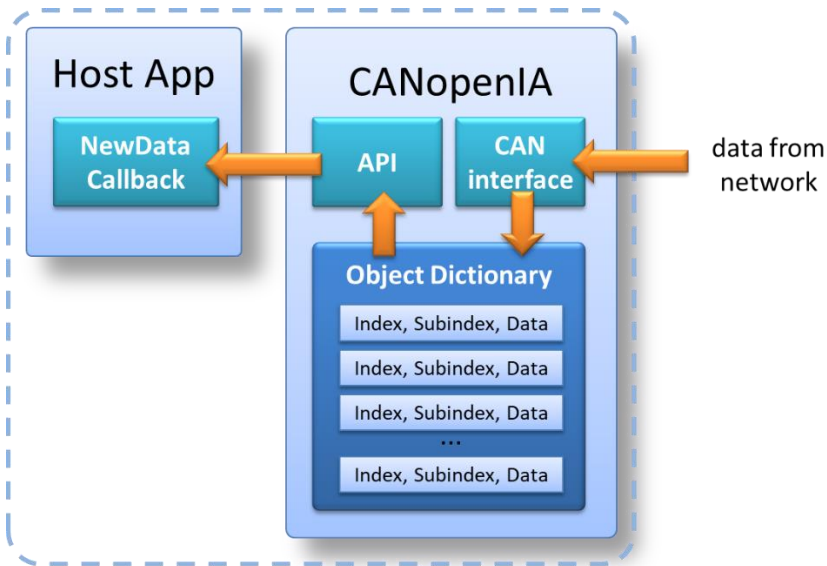 Host App
NewData
Callback
CANopenIA
API
CAN
interface
data from
network
Object Dictionary
Index, Subindex, Data
Index, Subindex, Data
Index, Subindex, Data
...
Index, Subindex, Data